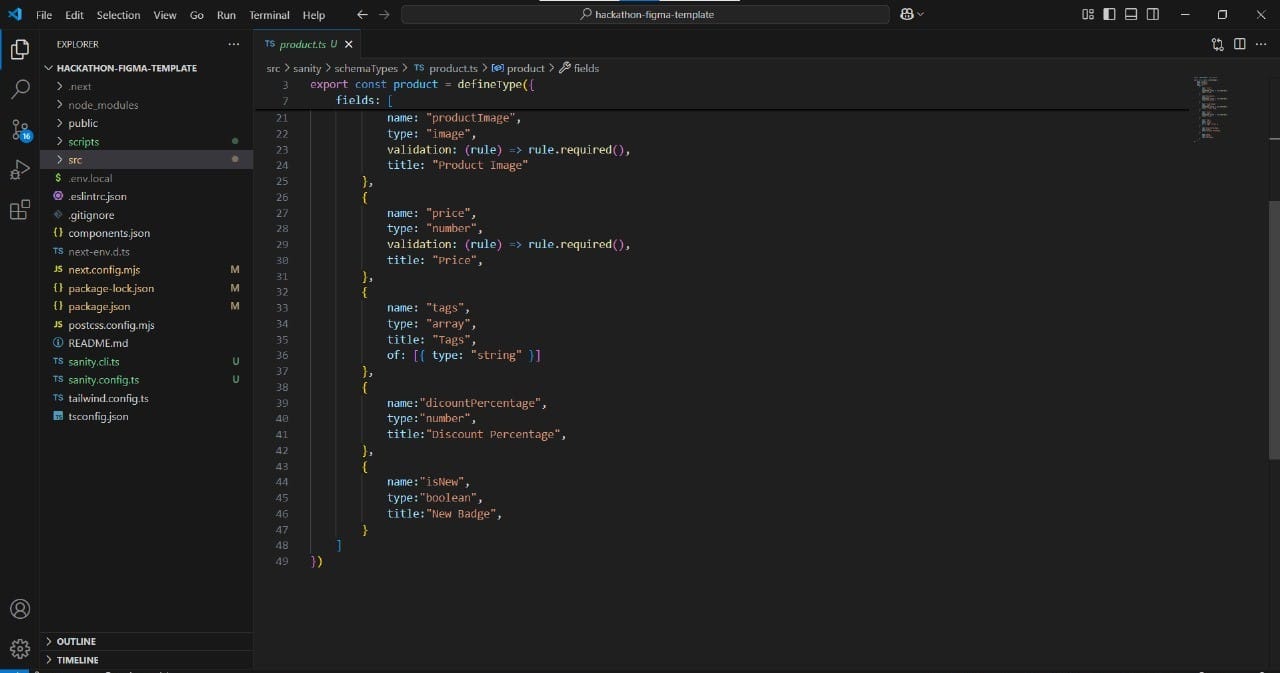 File Edit Selection View Go Run Terminal Help hackathon-figma-template
EXPLORER
HACKATHON-FIGMA-TEMPLATE
.next
node_modules
public
scripts
src
$ .env.local
.eslintrc.json
.gitignore
{} components.json
TS next-env.d.ts
JS next.config.mjs M
{} package-lock.json M
{} package.json M
JS postcss.config.mjs
README.md
TS sanity.cli.ts U
TS sanity.config.ts U
TS tailwind.config.ts
tsconfig.json
OUTLINE
TIMELINE
16
TS product.ts U
src > sanity > schemaTypes > TS product.ts > product > fields
3 export const product = defineType({
7 fields: [
21 name: "productImage",
22 type: "image",
23 validation: (rule) => rule.required(),
24 title: "Product Image"
25 },
26 {
27 name: "price",
28 type: "number",
29 validation: (rule) => rule.required(),
30 title: "Price",
31 },
32 {
33 name: "tags",
34 type: "array",
35 title: "Tags",
36 of: [{ type: "string" }]
37 },
38 {
39 name:"dicountPercentage",
40 type:"number",
41 title:"Discount Percentage",
42 },
43 {
44 name:"isNew",
45 type:"boolean",
46 title:"New Badge",
47 }
48 ]
49 })